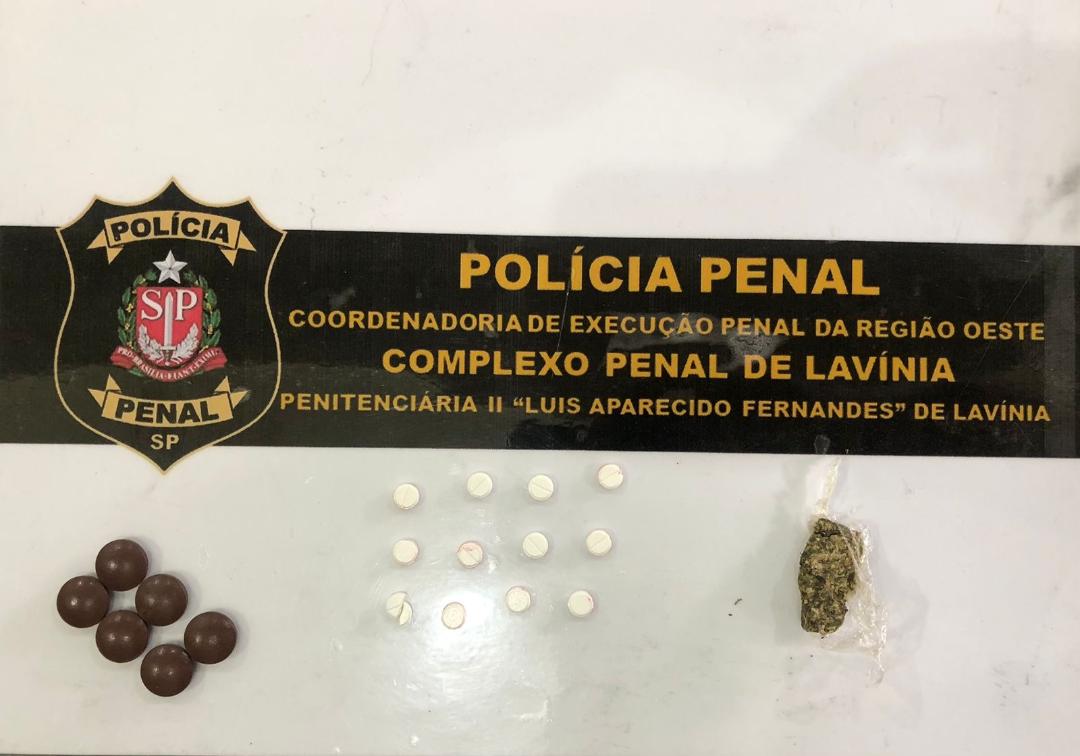 POLÍCIA
SP
PENAL
SP
POLÍCIA PENAL
COORDENADORIA DE EXECUÇÃO PENAL DA REGIÃO OESTE
COMPLEXO PENAL DE LAVÍNIA
PENITENCIÁRIA II “LUIS APARECIDO FERNANDES” DE LAVÍNIA